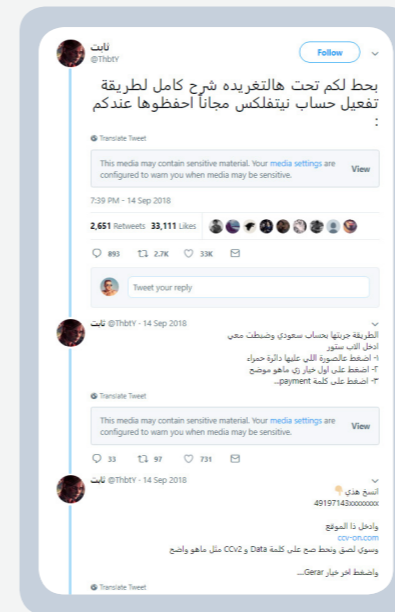 ثابت
@ThbtY
Follow
بحط لكم تحت هالتغريده شرح كامل لطريقة
تفعيل حساب نيتفلكس مجاناً احفظوها عندكم
:
Translate Tweet
This media may contain sensitive material. Your media settings are
configured to warn you when media may be sensitive.
View
7:39 PM - 14 Sep 2018
2,651 Retweets 33,111 Likes
893 2.7K 33K
Tweet your reply
ثابت @ThbtY · 14 Sep 2018
الطريقة جربتها بحساب سعودي وضبطت معي
ادخل الاب ستور
١- اضغط عالصورة اللي عليها دائرة حمراء
٢- اضغط على اول خيار زي ماهو موضح
٣- اضغط على كلمة payment...
Translate Tweet
This media may contain sensitive material. Your media settings are
configured to warn you when media may be sensitive.
View
33 97 731
ثابت @ThbtY · 14 Sep 2018
انسخ هذي 👇
49197143xxxxxxxx
وادخل ذا الموقع
ccv-on.com
وسوي لصق ونحط صح على كلمة Data و CCv2 مثل ماهو واضح
واضغط اخر خيار Gerar...
Translate Tweet